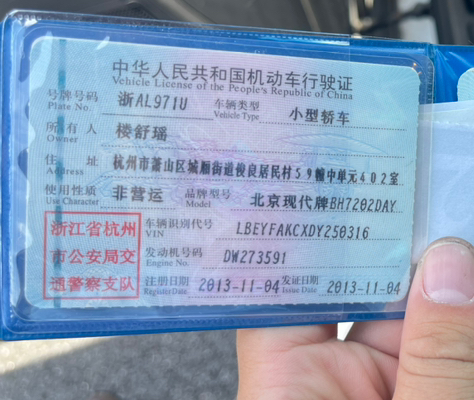 中华人民共和国机动车行驶证
Vehicle License of the People's Republic of China
号牌号码 浙AL971U 车辆类型 小型轿车
Plate No. Vehicle Type
所有人 楼舒瑶
Owner
住址 杭州市萧山区城厢街道俊良居民村59幢中单元402室
Address
使用性质 非营运 品牌型号 北京现代牌BH7202DAY
Use Character Model
浙江省杭州 车辆识别代号 LBEYFAKCXDY250316
VIN
市公安局交 发动机号码 DW273591
Engine No.
通警察支队 注册日期 2013-11-04 发证日期 2013-11-04
Register Date Issue Date